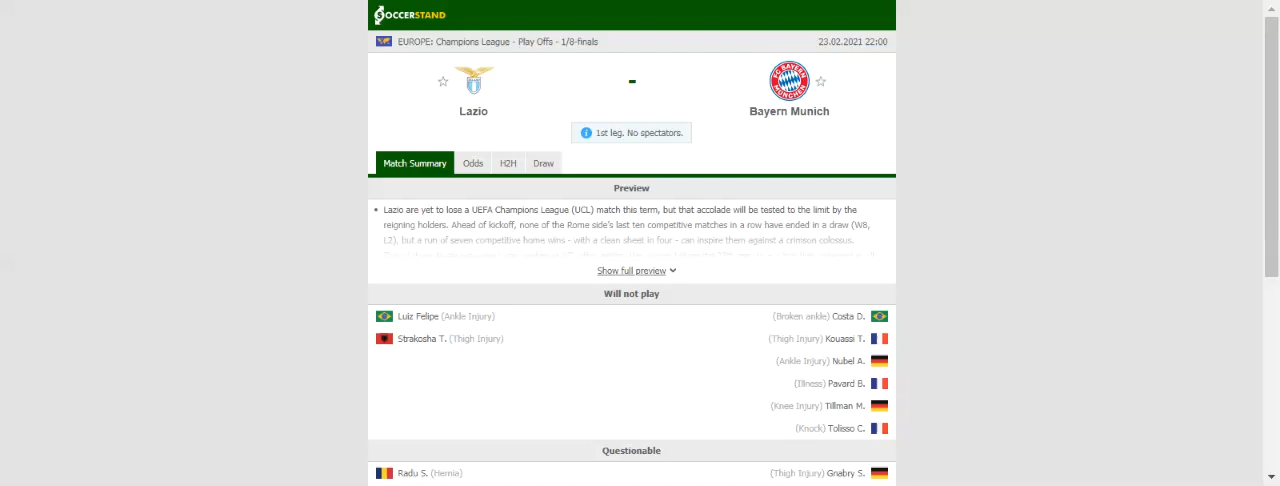 SOCCERSTAND
EUROPE: Champions League - Play Offs - 1/8-finals 23.02.2021 22:00
FC BAYERN MÜNCHEN
-
Lazio Bayern Munich
1st leg. No spectators.
Match Summary Odds H2H Draw
Preview
• Lazio are yet to lose a UEFA Champions League (UCL) match this term, but that accolade will be tested to the limit by the
reigning holders. Ahead of kickoff, none of the Rome side's last ten competitive matches in a row have ended in a draw (W8,
L2), but a run of seven competitive home wins - with a clean sheet in four - can inspire them against a crimson colossus.
Show full preview
Will not play
Luiz Felipe (Ankle Injury) (Broken ankle) Costa D.
Strakosha T. (Thigh Injury) (Thigh Injury) Kouassi T.
(Ankle Injury) Nubel A.
(Illness) Pavard B.
(Knee Injury) Tillman M.
(Knock) Tolisso C.
Questionable
Radu S. (Hernia) (Thigh Injury) Gnabry S.